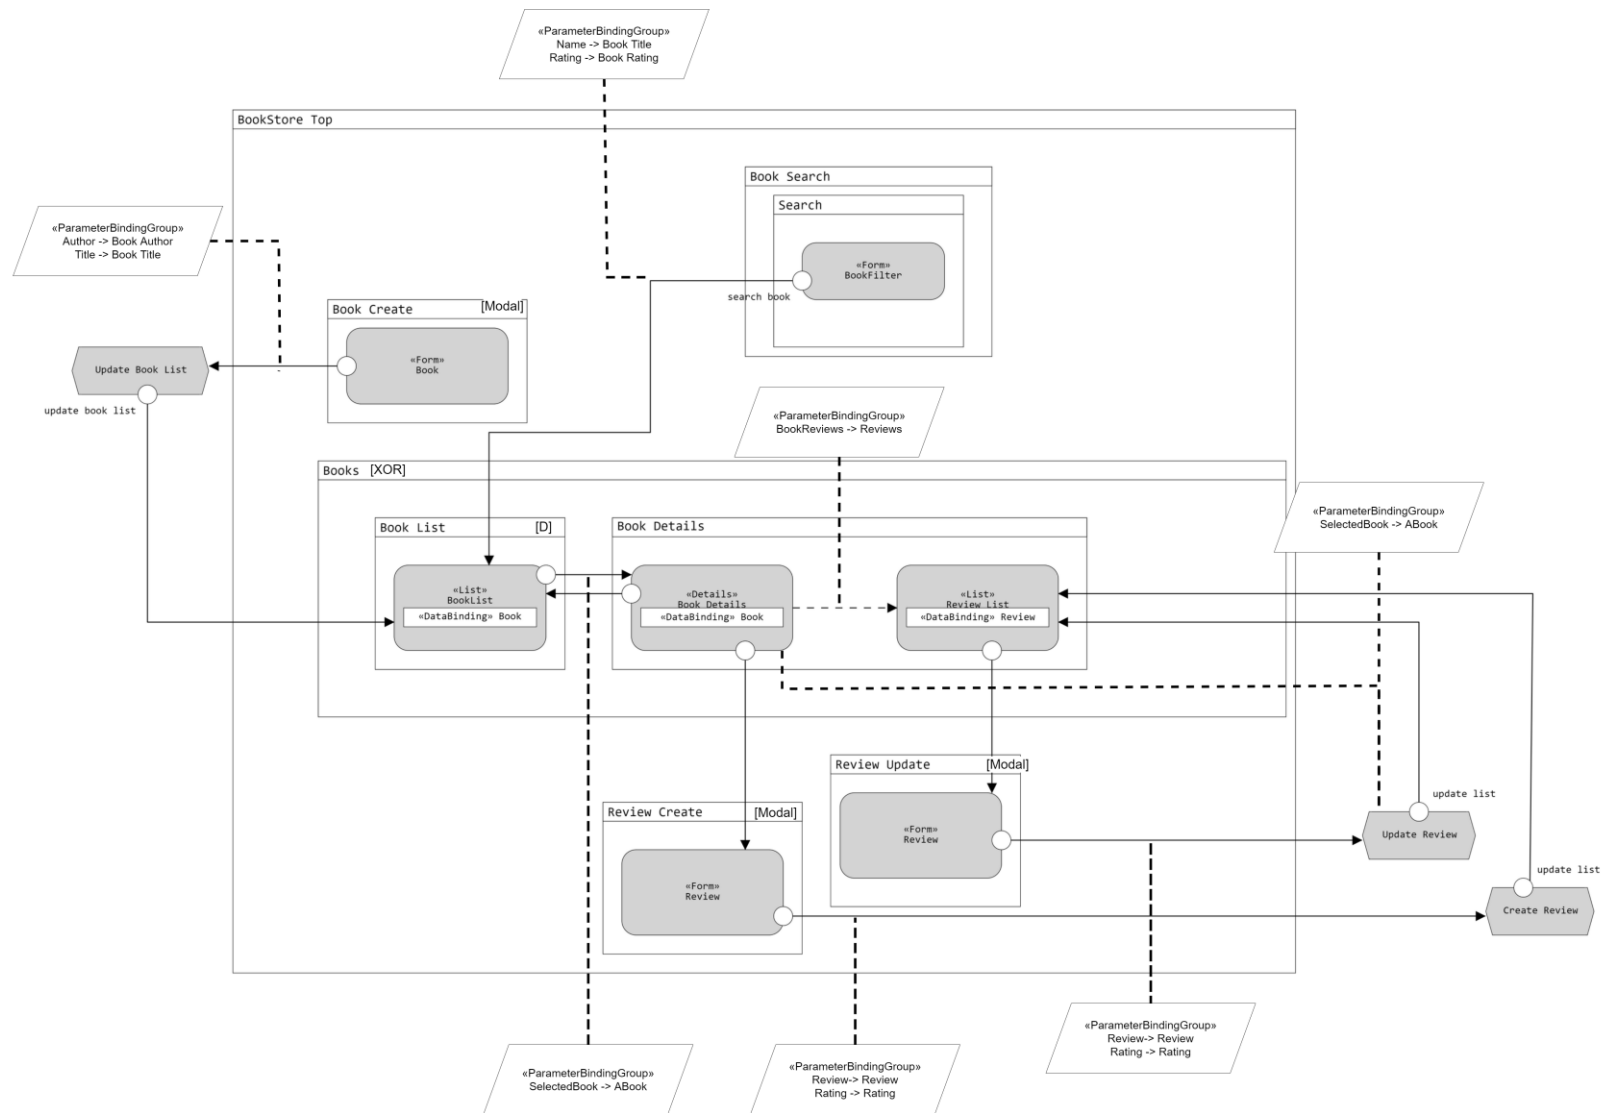 «ParameterBindingGroup»
Name -> Book Title
Rating -> Book Rating
BookStore Top
Book Search
Search
«Form»
BookFilter
search book
«ParameterBindingGroup»
Author -> Book Author
Title -> Book Title
Book Create [Modal]
«Form»
Book
Update Book List
update book list
«ParameterBindingGroup»
BookReviews -> Reviews
Books [XOR]
«ParameterBindingGroup»
SelectedBook -> ABook
Book List [D]
«List»
BookList
«DataBinding» Book
Book Details
«Details»
Book Details
«DataBinding» Book
«List»
Review List
«DataBinding» Review
Review Update [Modal]
«Form»
Review
update list
Update Review
Review Create [Modal]
«Form»
Review
update list
Create Review
«ParameterBindingGroup»
Review-> Review
Rating -> Rating
«ParameterBindingGroup»
SelectedBook -> ABook
«ParameterBindingGroup»
Review-> Review
Rating -> Rating